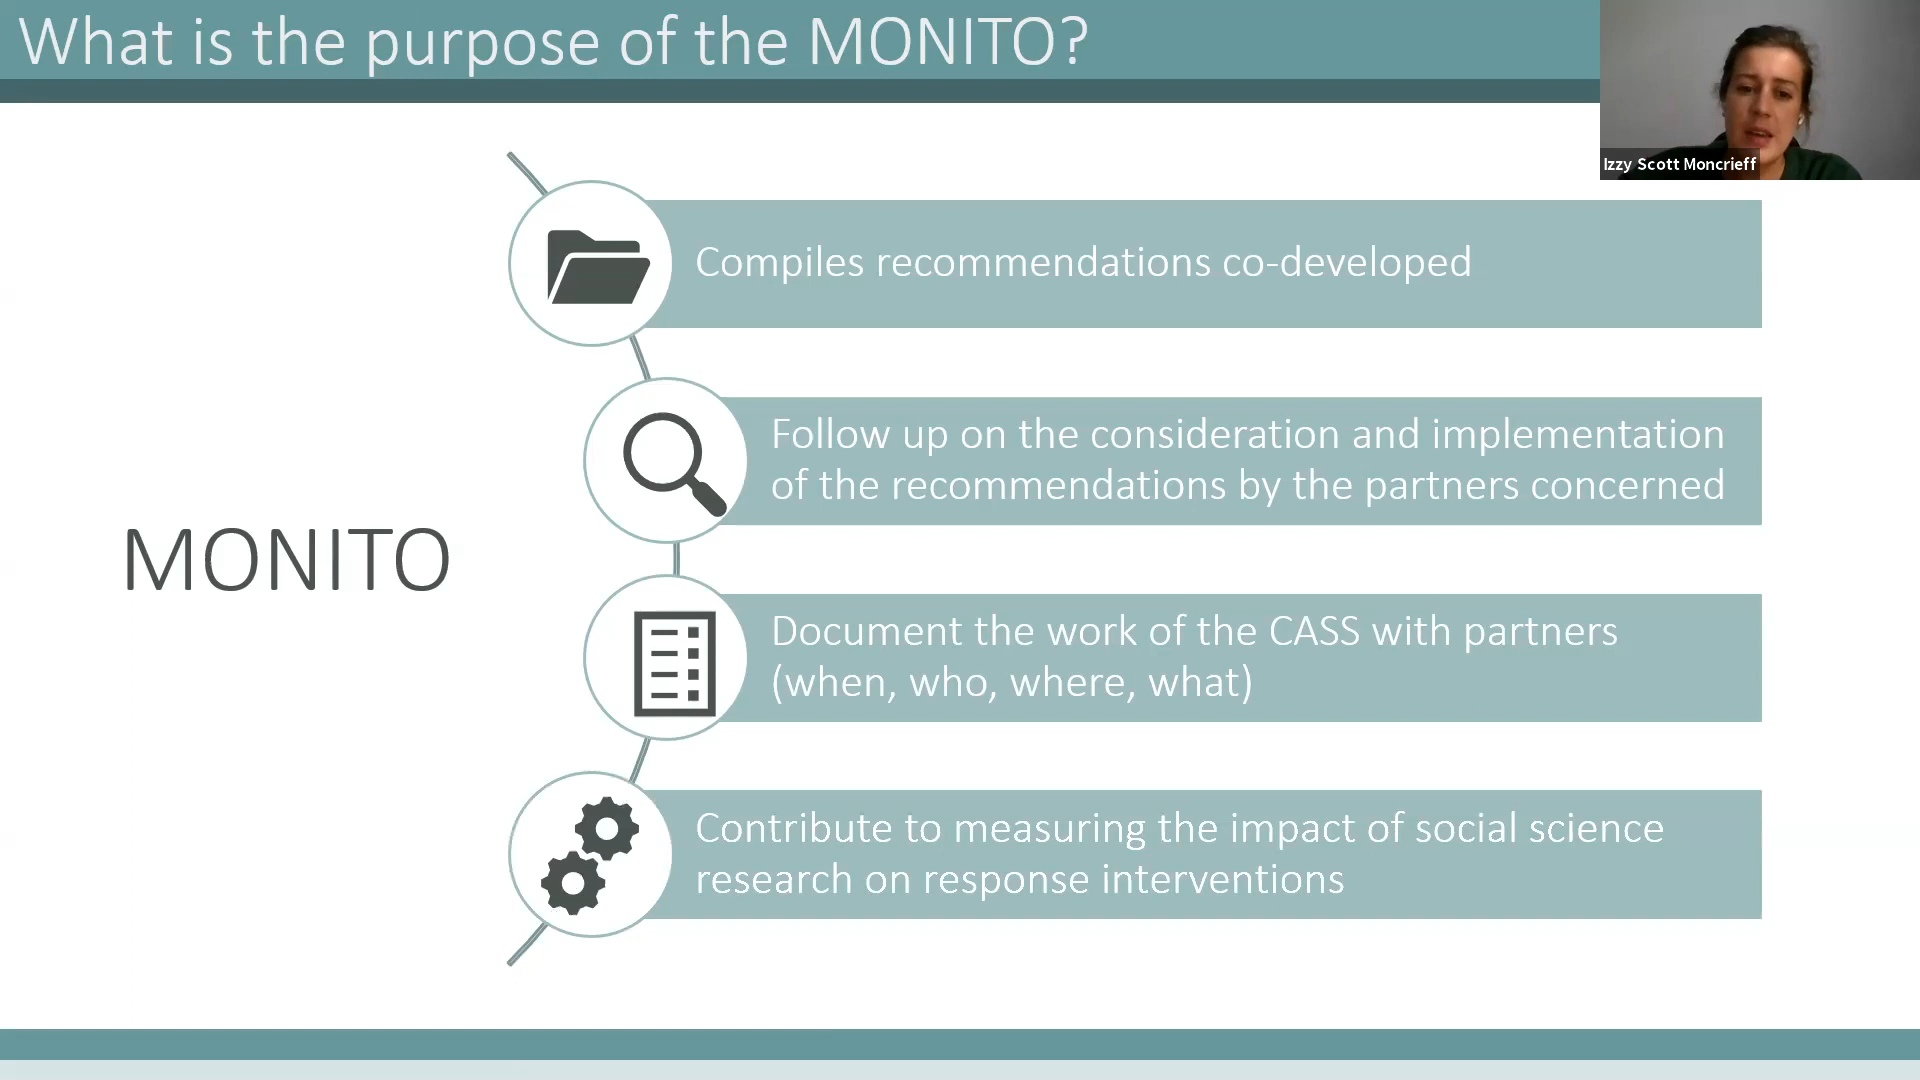 What is the purpose of the MONITO?
Izzy Scott Moncrieff
MONITO
Compiles recommendations co-developed
Follow up on the consideration and implementation
of the recommendations by the partners concerned
Document the work of the CASS with partners
(when, who, where, what)
Contribute to measuring the impact of social science
research on response interventions